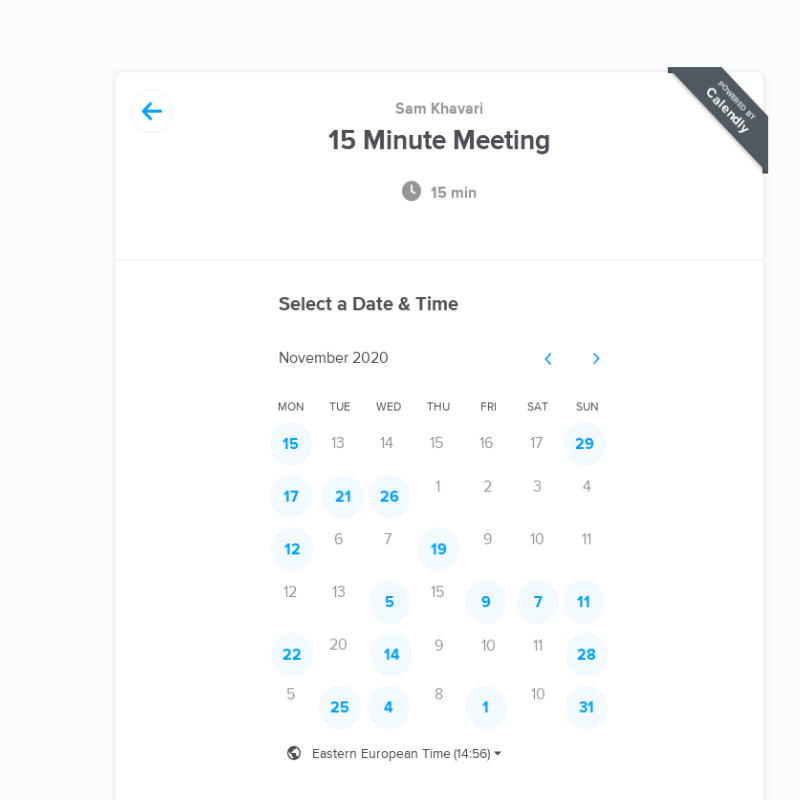 Sam Khavari
POWERED BY
Calendly
15 Minute Meeting
15 min
Select a Date & Time
November 2020
MON TUE WED THU FRI SAT SUN
15 13 14 15 16 17 29
17 21 26 1 2 3 4
12 6 7 19 9 10 11
12 13 5 15 9 7 11
22 20 14 9 10 11 28
5 25 4 8 1 10 31
Eastern European Time (14:56)